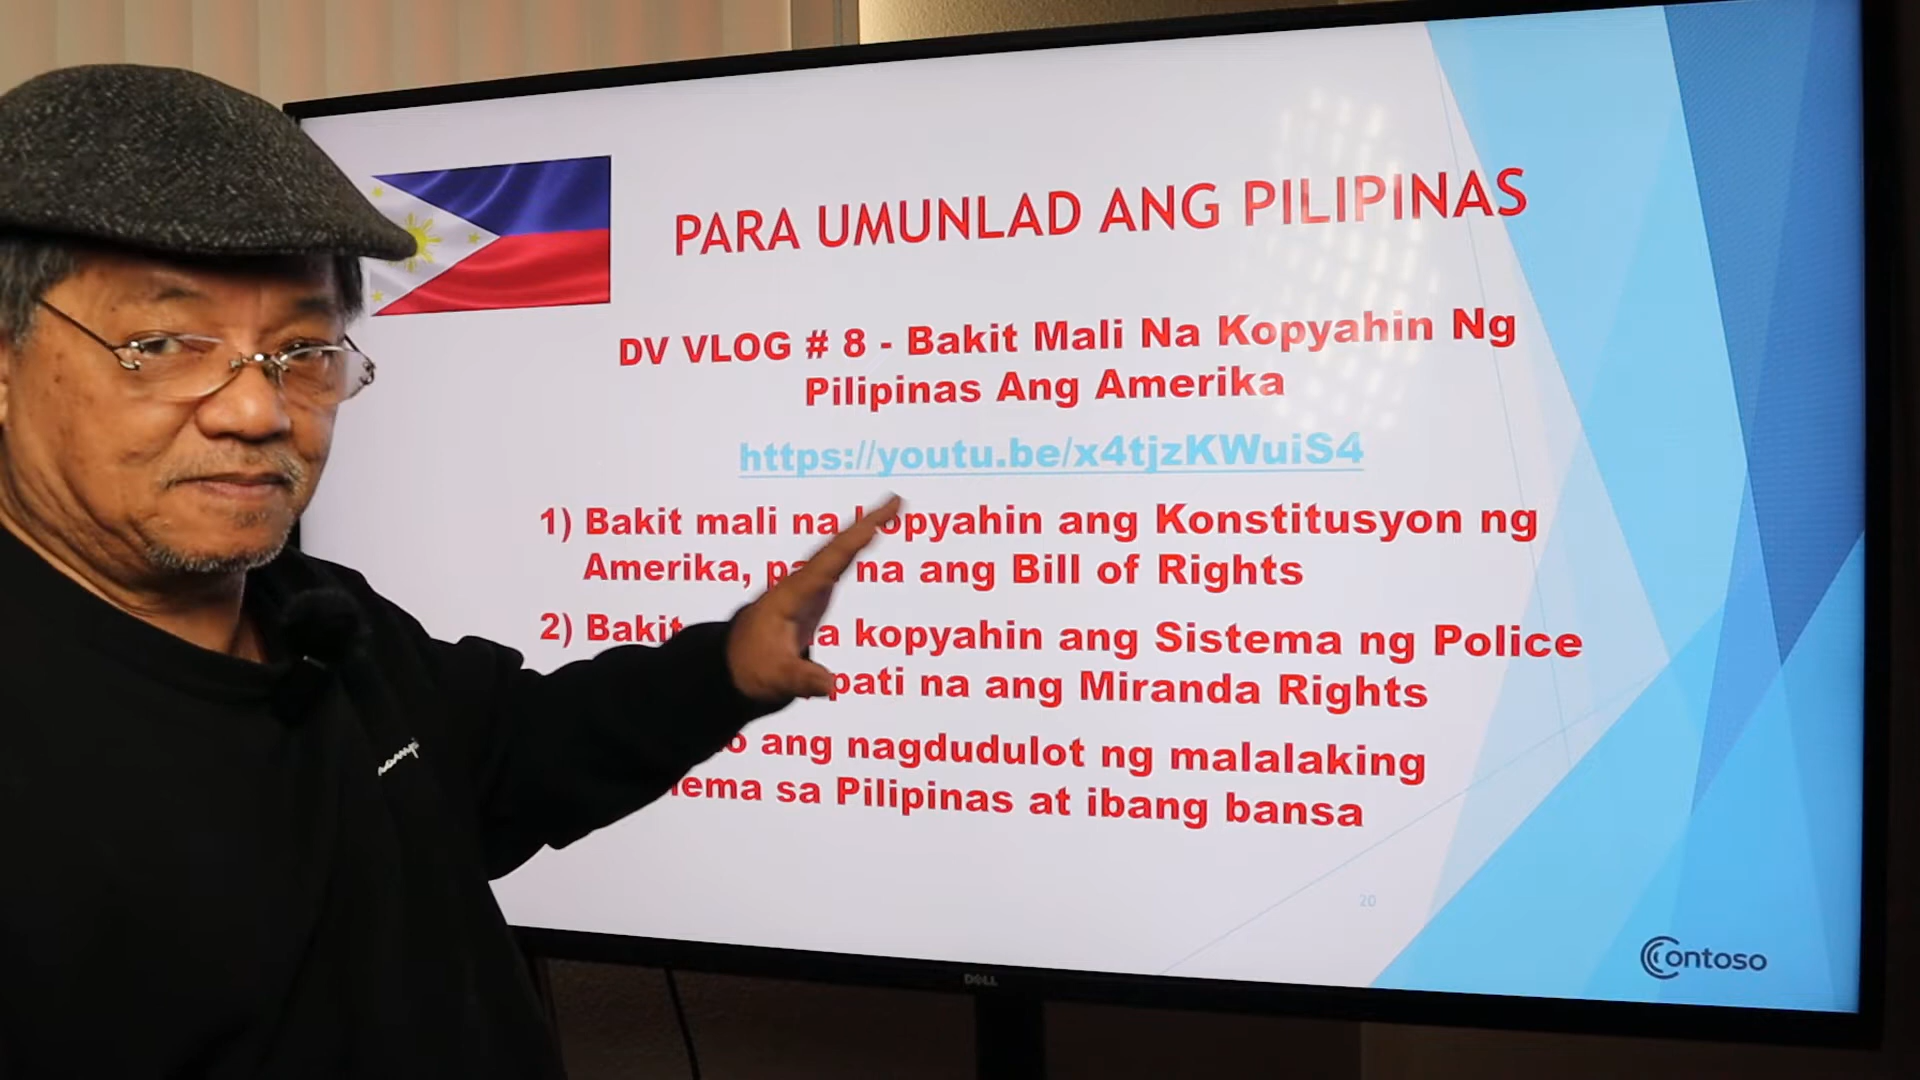 PARA UMUNLAD ANG PILIPINAS
DV VLOG # 8 - Bakit Mali Na Kopyahin Ng
Pilipinas Ang Amerika
https://youtu.be/x4tjzKWuiS4
1) Bakit mali na kopyahin ang Konstitusyon ng
Amerika, na ang Bill of Rights
2) Bakit kopyahin ang Sistema ng Police
pati na ang Miranda Rights
ang nagdudulot ng malalaking
sa Pilipinas at ibang bansa
20
Contoso
DELL